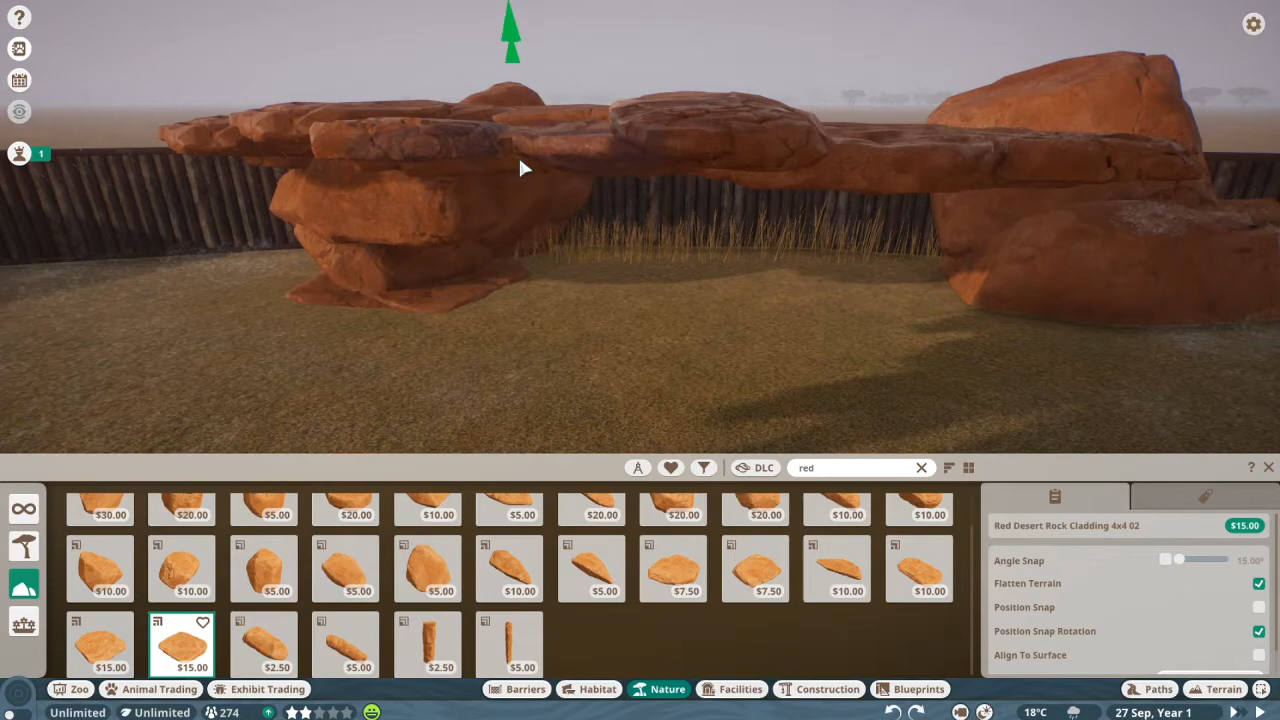 ?
1
DLC
red
?
$30.00 $20.00 $5.00 $20.00 $10.00 $5.00 $20.00 $20.00 $20.00 $10.00 $10.00
Red Desert Rock Cladding 4x4 02 $15.00
Angle Snap 15.00°
Flatten Terrain
$10.00 $10.00 $5.00 $5.00 $5.00 $10.00 $5.00 $7.50 $7.50 $10.00 $10.00
Position Snap
Position Snap Rotation
Align To Surface
$15.00 $15.00 $2.50 $5.00 $2.50 $5.00
Zoo Animal Trading Exhibit Trading Barriers Habitat Nature Facilities Construction Blueprints Paths Terrain
Unlimited Unlimited 274 18°C 27 Sep, Year 1